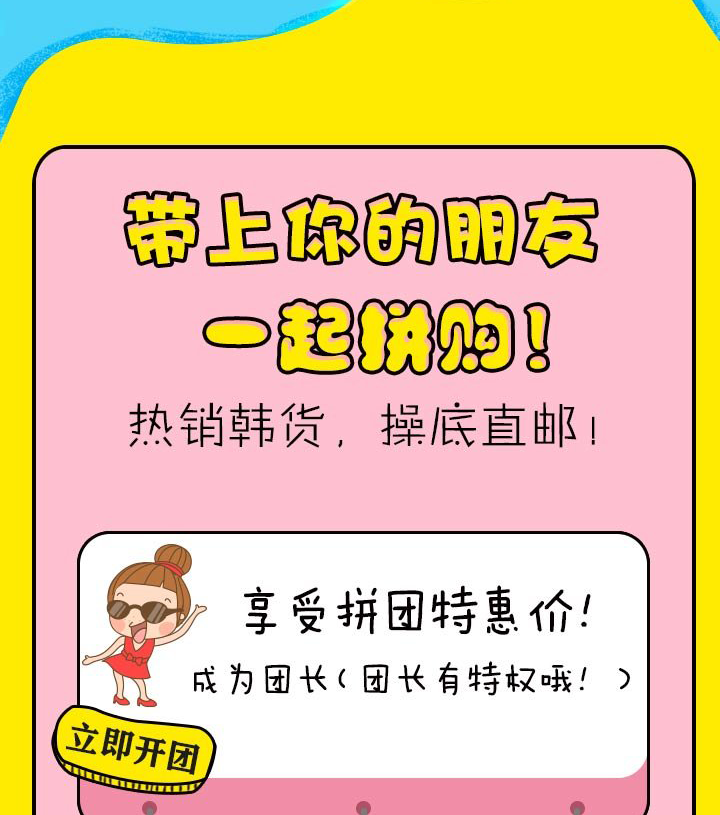 带上你的朋友
一起拼购！
热销韩货，操底直邮！
享受拼团特惠价！
成为团长（团长有特权哦！）
立即开团